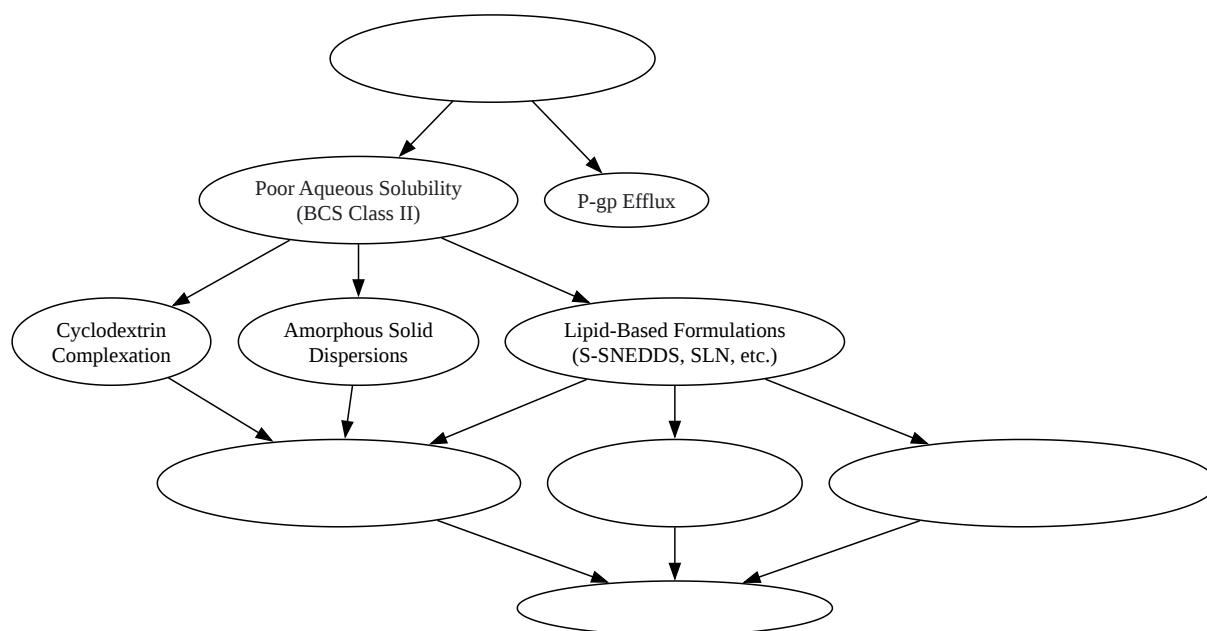 Poor Aqueous Solubility
(BCS Class II)
P-gp Efflux
Cyclodextrin
Complexation
Amorphous Solid
Dispersions
Lipid-Based Formulations
(S-SNEDDS, SLN, etc.)